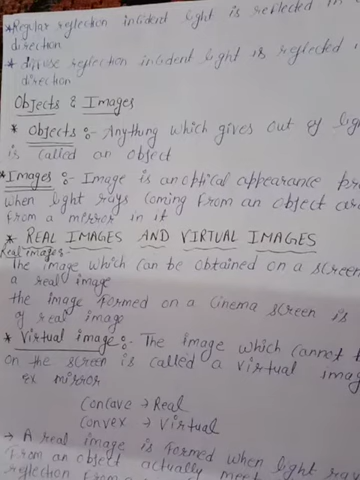 *Regular reflection incident light is reflected in
direction
* diffuse reflection incident light is reflected
direction
Objects & Images
* Objects :- Anything which gives out of
is called an object
*Images :- Image is an optical appearance
when light rays coming from an object
From a mirror in it
* REAL IMAGES AND VIRTUAL IMAGES
Real images-
the image which can be obtained on a screen
a real image
the image formed on a cinema screen is
of real image
* Virtual image :- The image which cannot
on the screen is called a virtual
ex mirror
Concave → Real
Convex → Virtual
→ A real image is formed when light
From an object actually meet
reflection From